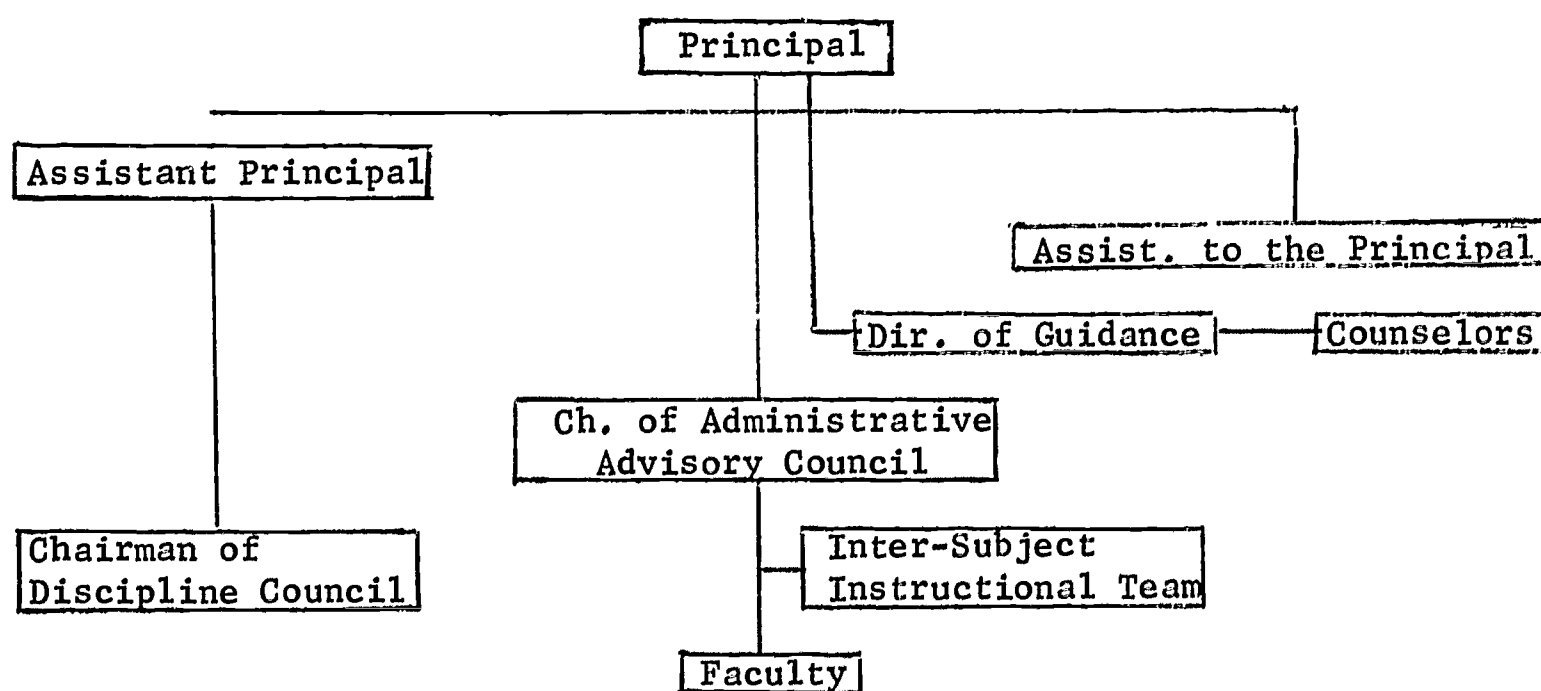 Principal
Assistant Principal
Assist. to the Principal
Dir. of Guidance
Counselors
Ch. of Administrative
Advisory Council
Chairman of
Discipline Council
Inter-Subject
Instructional Team
Faculty